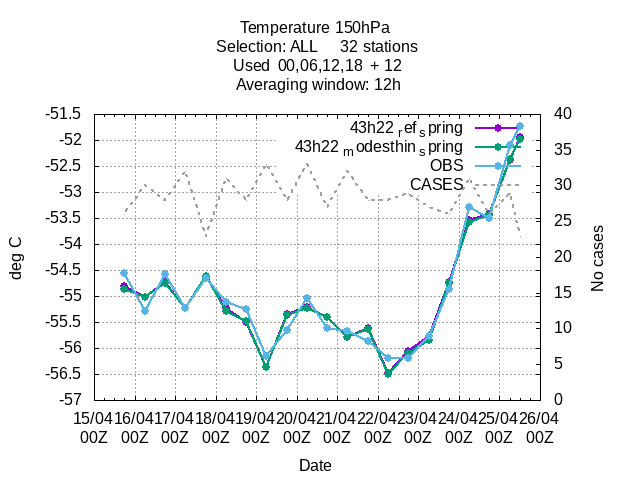 Temperature 150hPa
Selection: ALL 32 stations
Used 00,06,12,18 + 12
Averaging window: 12h
-51.5
-52
-52.5
-53
-53.5
-54
-54.5
-55
-55.5
-56
-56.5
-57
deg C
43h22 ref spring
43h22 modesthin spring
OBS
CASES
40
35
30
25
20
15
10
5
0
No cases
15/04 16/04 17/04 18/04 19/04 20/04 21/04 22/04 23/04 24/04 25/04 26/04
00Z 00Z 00Z 00Z 00Z 00Z 00Z 00Z 00Z 00Z 00Z 00Z
Date